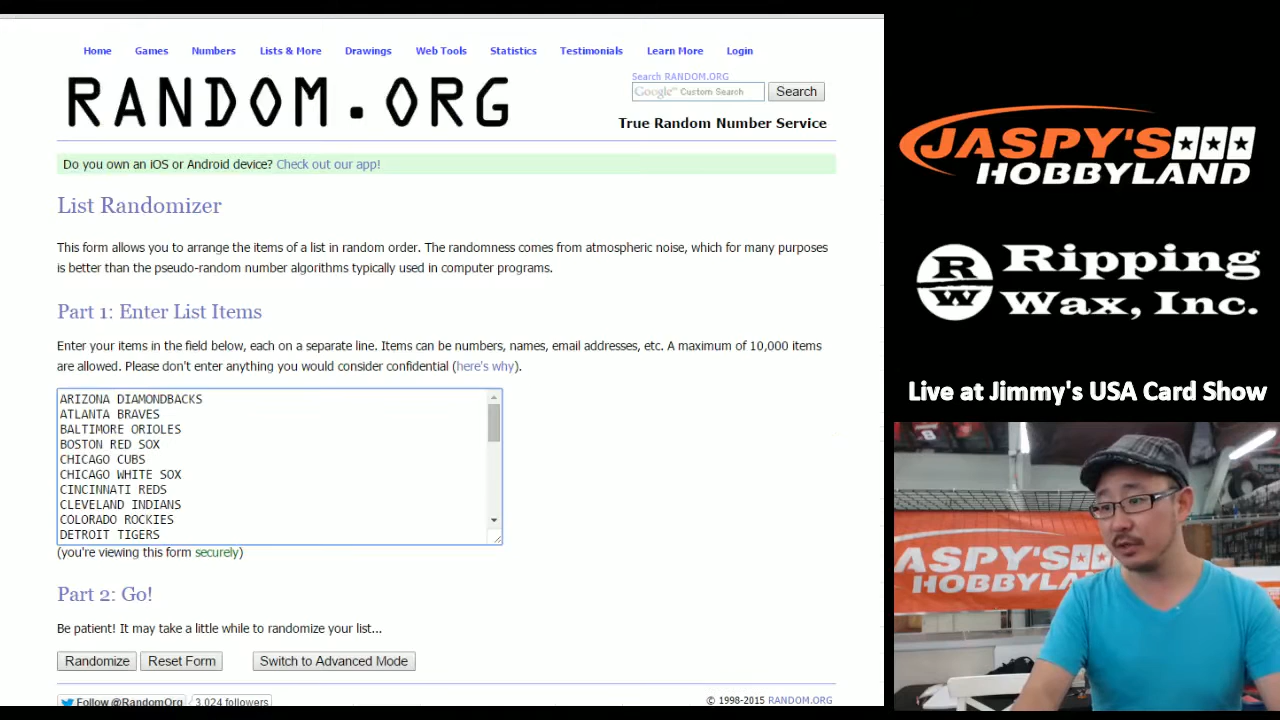 Home Games Numbers Lists & More Drawings Web Tools Statistics Testimonials Learn More Login
RANDOM.ORG
Search RANDOM.ORG
Google™ Custom Search Search
True Random Number Service
Do you own an iOS or Android device? Check out our app!
List Randomizer
This form allows you to arrange the items of a list in random order. The randomness comes from atmospheric noise, which for many purposes
is better than the pseudo-random number algorithms typically used in computer programs.
Part 1: Enter List Items
Enter your items in the field below, each on a separate line. Items can be numbers, names, email addresses, etc. A maximum of 10,000 items
are allowed. Please don't enter anything you would consider confidential (here's why).
ARIZONA DIAMONDBACKS
ATLANTA BRAVES
BALTIMORE ORIOLES
BOSTON RED SOX
CHICAGO CUBS
CHICAGO WHITE SOX
CINCINNATI REDS
CLEVELAND INDIANS
COLORADO ROCKIES
DETROIT TIGERS
(you're viewing this form securely)
Part 2: Go!
Be patient! It may take a little while to randomize your list...
Randomize Reset Form Switch to Advanced Mode
Follow @RandomOrg 3,024 followers
© 1998-2015 RANDOM.ORG
JASPY'S
HOBBYLAND
RW
Ripping
Wax, Inc.
Live at Jimmy's USA Card Show
ASPY'S
HOBBYLA